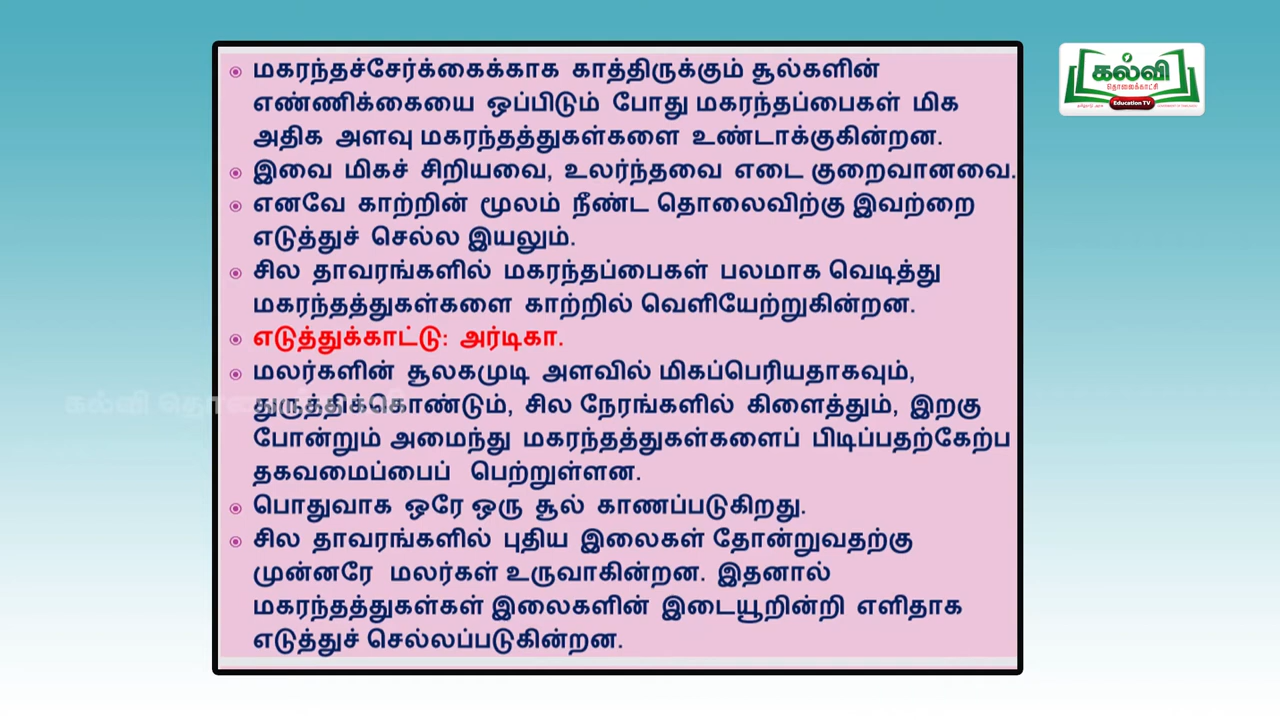 மகரந்தச்சேர்க்கைக்காக காத்திருக்கும் சூல்களின்
எண்ணிக்கையை ஒப்பிடும் போது மகரந்தப்பைகள் மிக
அதிக அளவு மகரந்தத்துகள்களை உண்டாக்குகின்றன.
இவை மிகச் சிறியவை, உலர்ந்தவை எடை குறைவானவை.
எனவே காற்றின் மூலம் நீண்ட தொலைவிற்கு இவற்றை
எடுத்துச் செல்ல இயலும்.
சில தாவரங்களில் மகரந்தப்பைகள் பலமாக வெடித்து
மகரந்தத்துகள்களை காற்றில் வெளியேற்றுகின்றன.
எடுத்துக்காட்டு: அர்டிகா.
மலர்களின் சூலகமுடி அளவில் மிகப்பெரியதாகவும்,
துருத்திக்கொண்டும், சில நேரங்களில் கிளைத்தும், இறகு
போன்றும் அமைந்து மகரந்தத்துகள்களைப் பிடிப்பதற்கேற்ப
தகவமைப்பைப் பெற்றுள்ளன.
பொதுவாக ஒரே ஒரு சூல் காணப்படுகிறது.
சில தாவரங்களில் புதிய இலைகள் தோன்றுவதற்கு
முன்னரே மலர்கள் உருவாகின்றன. இதனால்
மகரந்தத்துகள்கள் இலைகளின் இடையூறின்றி எளிதாக
எடுத்துச் செல்லப்படுகின்றன.
கல்வி
தொலைக்காட்சி
Education TV